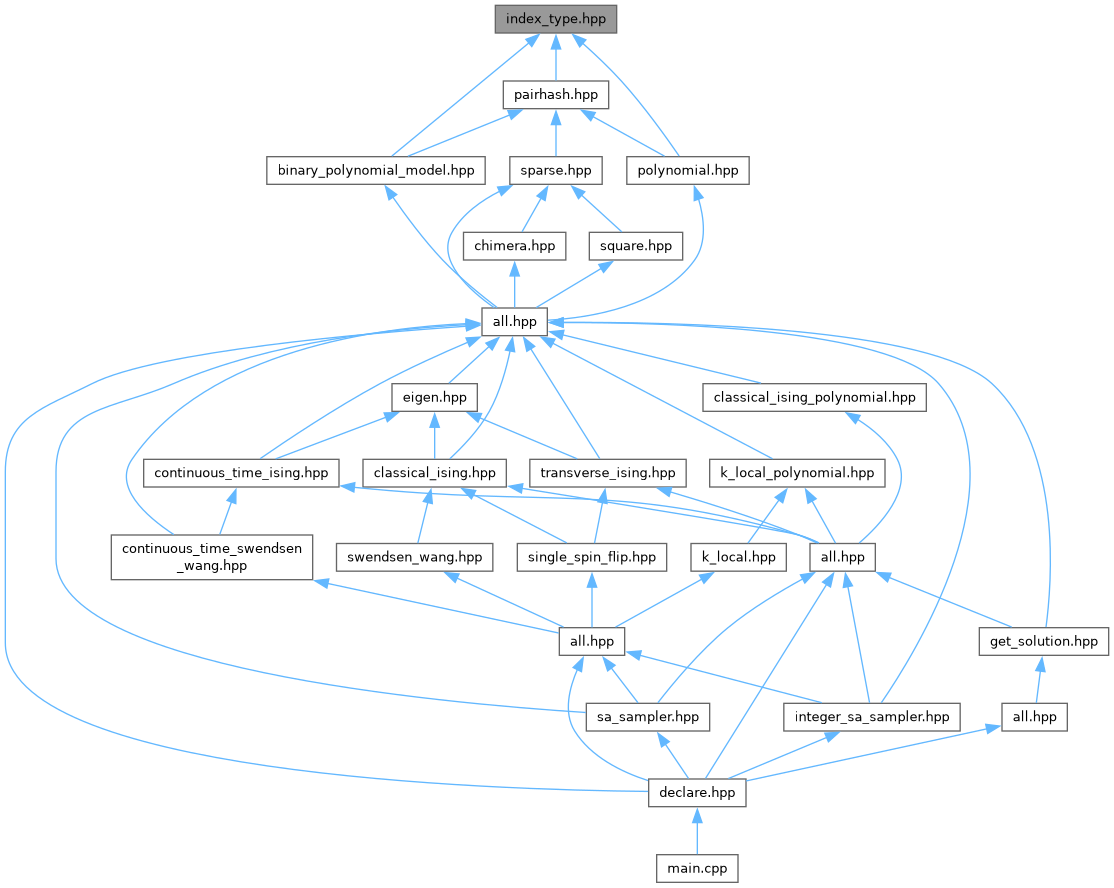 index_type.hpp
pairhash.hpp
binary_polynomial_model.hpp
sparse.hpp
polynomial.hpp
chimera.hpp
square.hpp
all.hpp
eigen.hpp
classical_ising_polynomial.hpp
continuous_time_ising.hpp
classical_ising.hpp
transverse_ising.hpp
k_local_polynomial.hpp
continuous_time_swendsen
_wang.hpp
swendsen_wang.hpp
single_spin_flip.hpp
k_local.hpp
all.hpp
all.hpp
get_solution.hpp
sa_sampler.hpp
integer_sa_sampler.hpp
all.hpp
declare.hpp
main.cpp